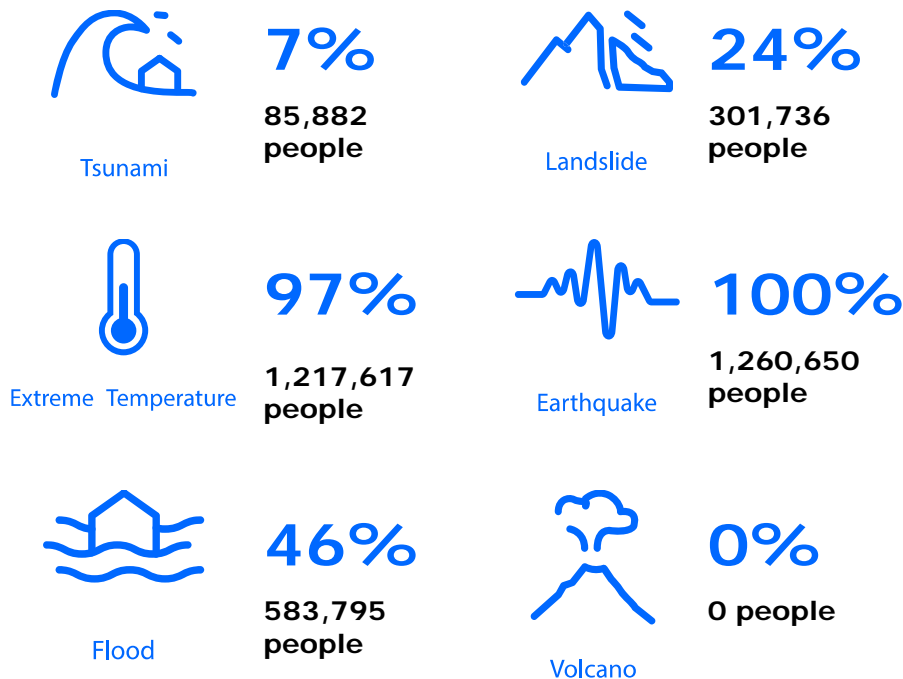 7%
85,882
people
Tsunami
24%
301,736
people
Landslide
97%
1,217,617
people
Extreme Temperature
100%
1,260,650
people
Earthquake
46%
583,795
people
Flood
0%
0 people
Volcano